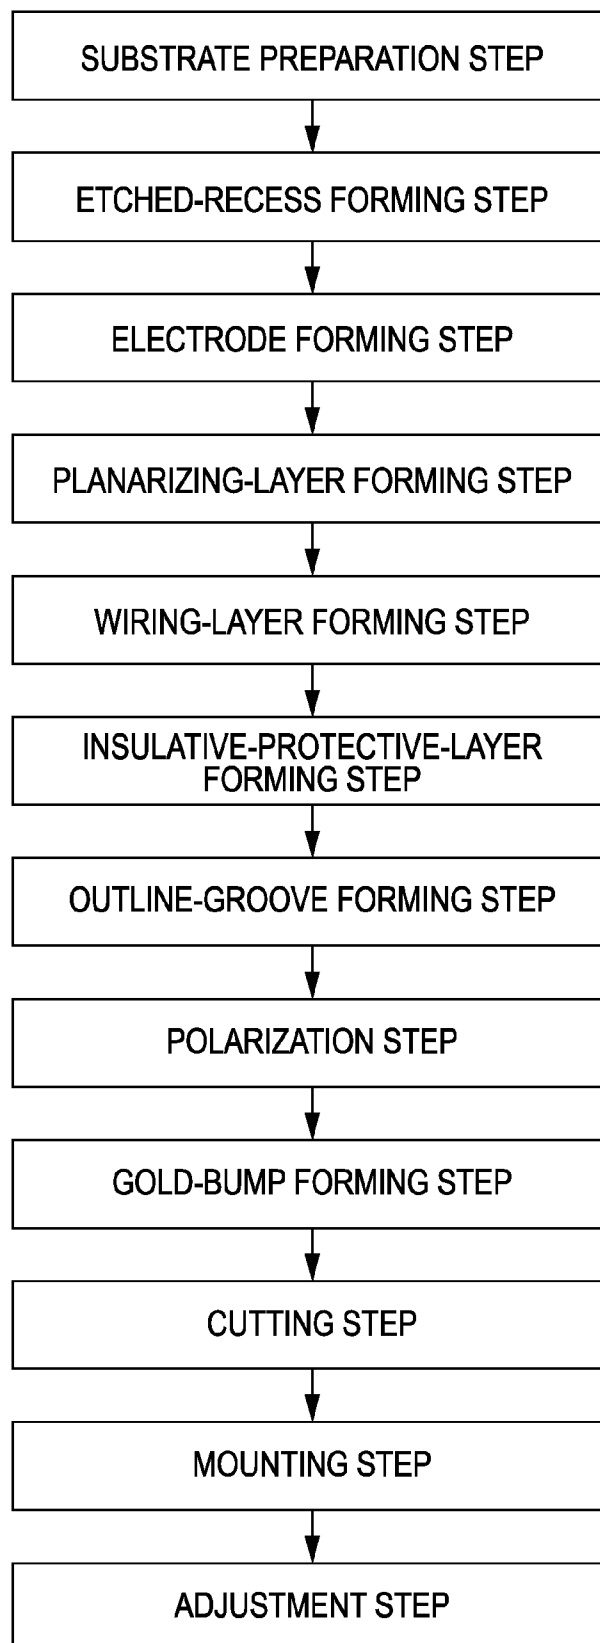 SUBSTRATE PREPARATION STEP
ETCHED-RECESS FORMING STEP
ELECTRODE FORMING STEP
PLANARIZING-LAYER FORMING STEP
WIRING-LAYER FORMING STEP
INSULATIVE-PROTECTIVE-LAYER
FORMING STEP
OUTLINE-GROOVE FORMING STEP
POLARIZATION STEP
GOLD-BUMP FORMING STEP
CUTTING STEP
MOUNTING STEP
ADJUSTMENT STEP